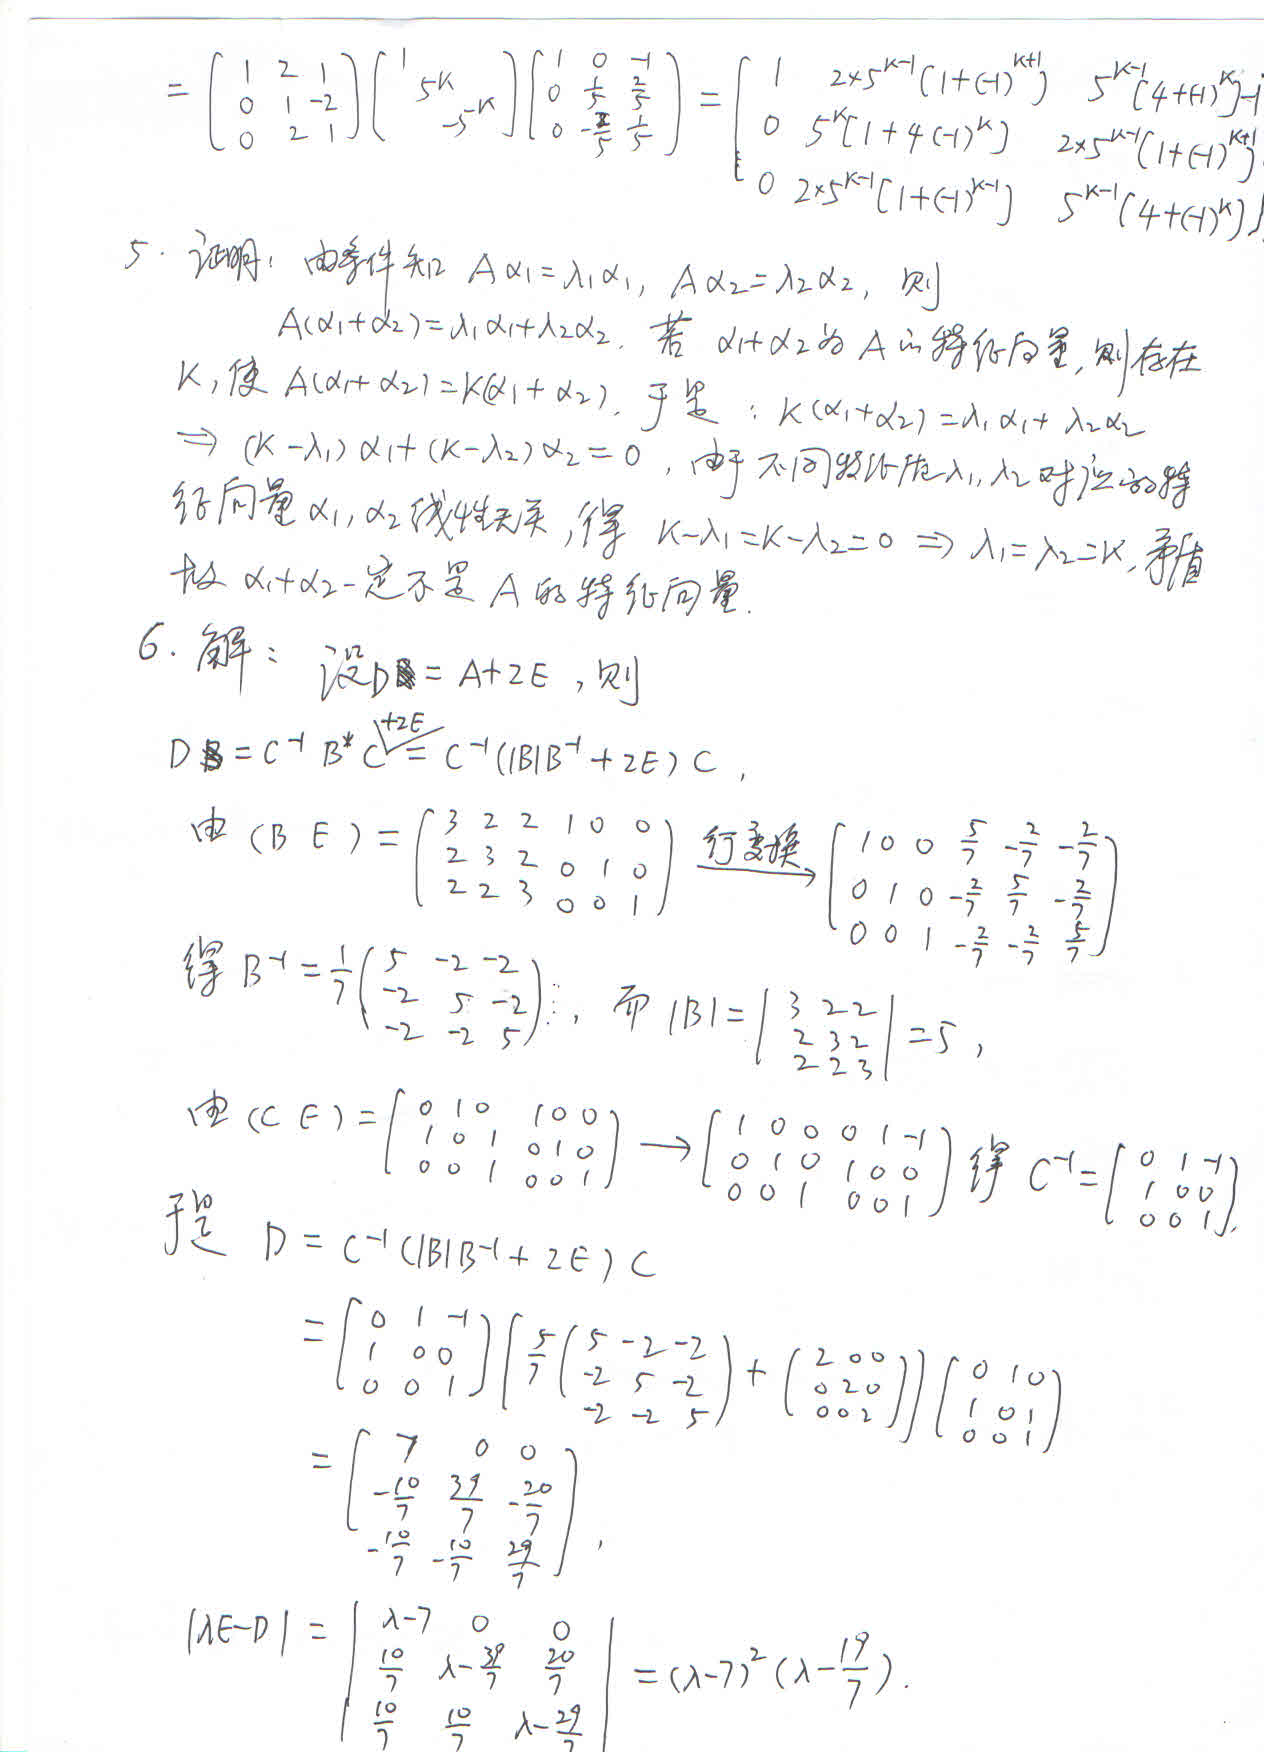 = (1 2 1; 0 1 -2; 0 2 1)(1; 5^K; -5^K)(1 0 -1; 0 1/5 2/5; 0 -2/5 1/5) = (1 2×5^{K-1}[1+(-1)^{K+1}] 5^{K-1}[4+(-1)^K]-1; 0 5^K[1+4(-1)^K] 2×5^{K-1}[1+(-1)^{K+1}]; 0 2×5^{K-1}[1+(-1)^{K-1}] 5^{K-1}[4+(-1)^K])
5. 证明: 由条件知 Aα₁=λ₁α₁, Aα₂=λ₂α₂, 则
A(α₁+α₂)=λ₁α₁+λ₂α₂. 若 α₁+α₂为A的特征向量,则存在
K,使 A(α₁+α₂)=K(α₁+α₂). 于是: K(α₁+α₂)=λ₁α₁+λ₂α₂
⇒ (K-λ₁)α₁+(K-λ₂)α₂=0, 由于不同特征值λ₁,λ₂对应的特
征向量α₁,α₂线性无关,得 K-λ₁=K-λ₂=0 ⇒ λ₁=λ₂=K,矛盾
故 α₁+α₂一定不是A的特征向量.
6. 解: 设D=A+2E, 则
D=C⁻¹B*C+2E=C⁻¹(|B|B⁻¹+2E)C,
由(B E)=(3 2 2 1 0 0; 2 3 2 0 1 0; 2 2 3 0 0 1) 行变换→ (1 0 0 5/7 -2/7 -2/7; 0 1 0 -2/7 5/7 -2/7; 0 0 1 -2/7 -2/7 5/7)
得B⁻¹=1/7(5 -2 -2; -2 5 -2; -2 -2 5), 而|B|=|3 2 2; 2 3 2; 2 2 3|=5,
由(C E)=(0 1 0 1 0 0; 1 0 1 0 1 0; 0 0 1 0 0 1) → (1 0 0 0 1 -1; 0 1 0 1 0 0; 0 0 1 0 0 1) 得C⁻¹=(0 1 -1; 1 0 0; 0 0 1).
于是 D=C⁻¹(|B|B⁻¹+2E)C
=(0 1 -1; 1 0 0; 0 0 1)[5/7(5 -2 -2; -2 5 -2; -2 -2 5)+(2 0 0; 0 2 0; 0 0 2)](0 1 0; 1 0 1; 0 0 1)
=(7 0 0; -10/7 39/7 -20/7; -10/7 -10/7 29/7),
|λE-D|=|λ-7 0 0; 10/7 λ-39/7 20/7; 10/7 10/7 λ-29/7|=(λ-7)²(λ-19/7).